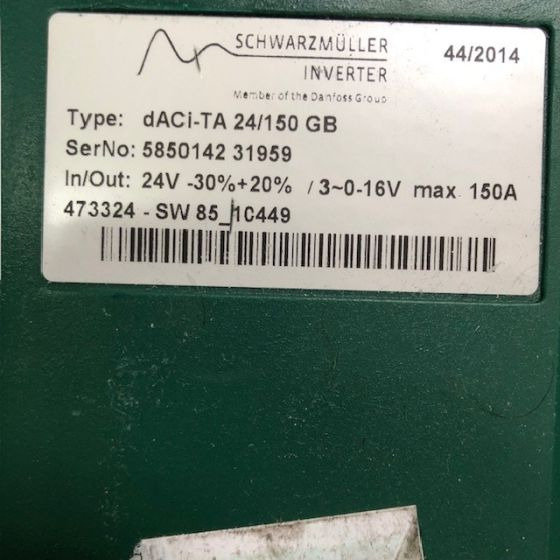 SCHWARZMÜLLER
INVERTER
44/2014
Member of the Danfoss Group
Type: dACi-TA 24/150 GB
SerNo: 5850142 31959
In/Out: 24V -30%+20% / 3~0-16V max. 150A
473324 - SW 85_10449